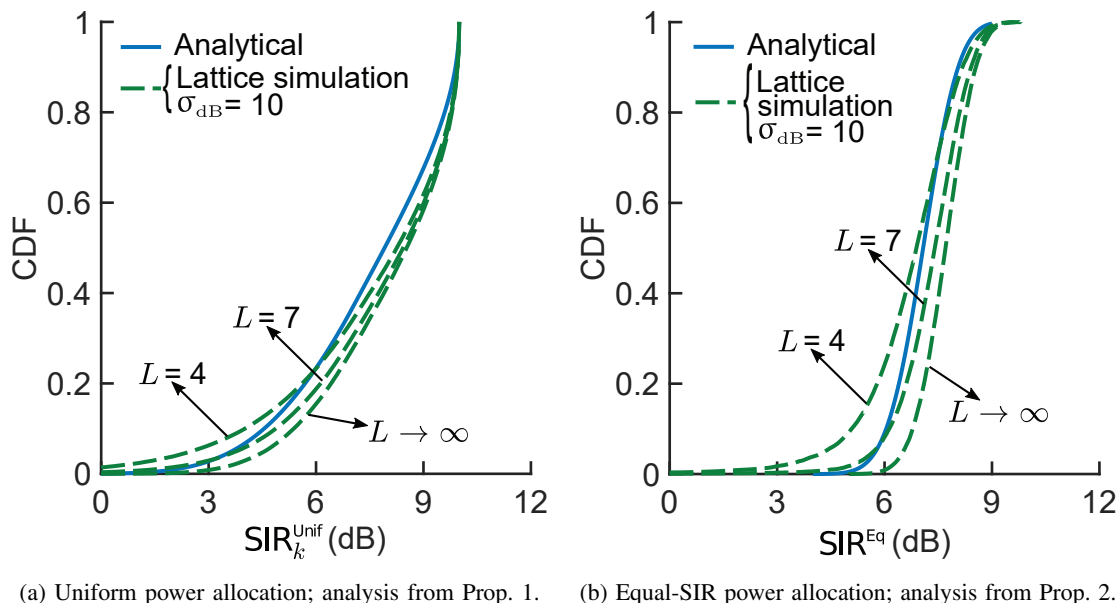 1
0.8
0.6
0.4
0.2
0
CDF
Analytical
Lattice simulation
σdB = 10
L = 7
L = 4
L → ∞
0 3 6 9 12
SIR_k^Unif (dB)
(a) Uniform power allocation; analysis from Prop. 1.
1
0.8
0.6
0.4
0.2
0
CDF
Analytical
Lattice
simulation
σdB = 10
L = 7
L = 4
L → ∞
0 3 6 9 12
SIR^Eq (dB)
(b) Equal-SIR power allocation; analysis from Prop. 2.